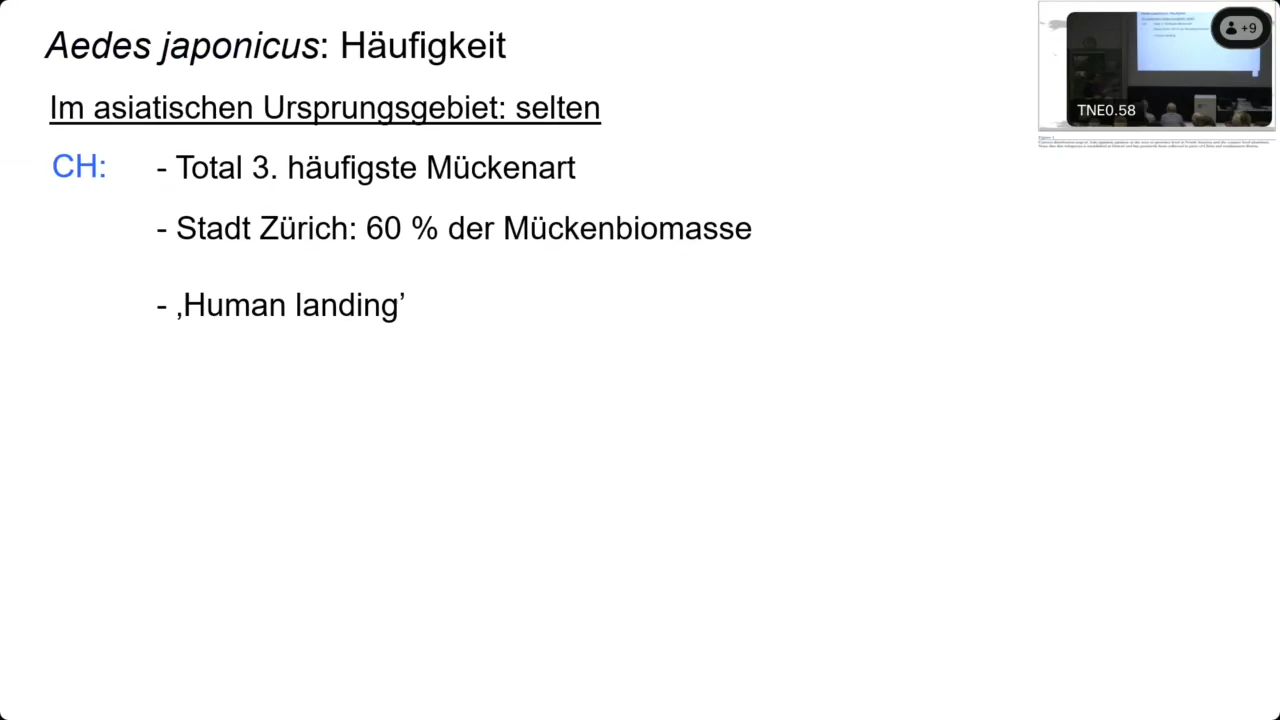 Aedes japonicus: Häufigkeit
Im asiatischen Ursprungsgebiet: selten
CH: - Total 3. häufigste Mückenart
- Stadt Zürich: 60 % der Mückenbiomasse
- ‚Human landing’
+9
TNE0.58